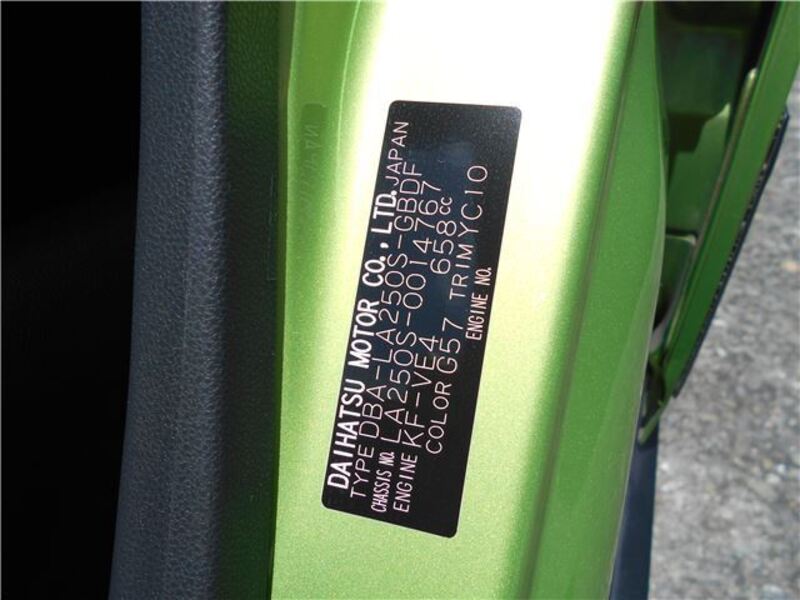 DAIHATSU MOTOR CO., LTD. JAPAN
TYPE DBA-LA250S-GBDF
CHASSIS NO. LA250S-0014767
ENGINE KF-VE4 658cc
COLOR G57 TRIM YC10
ENGINE NO.